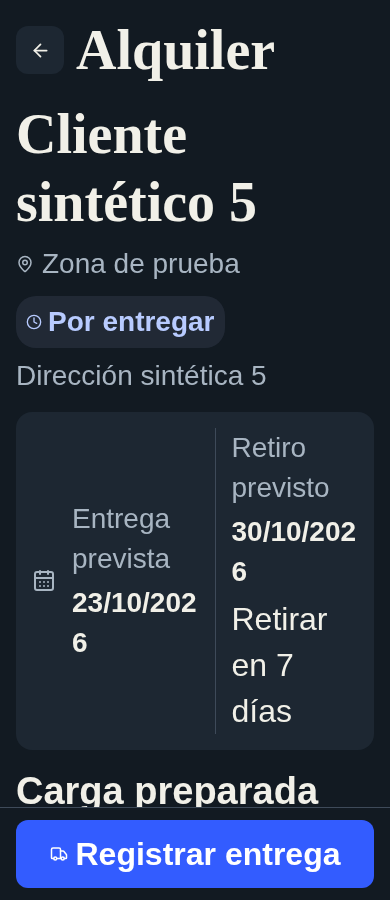 Alquiler
Cliente
sintético 5
Zona de prueba
Por entregar
Dirección sintética 5
Entrega
prevista
23/10/202
6
Retiro
previsto
30/10/202
6
Retirar
en 7
días
Carga preparada
Registrar entrega